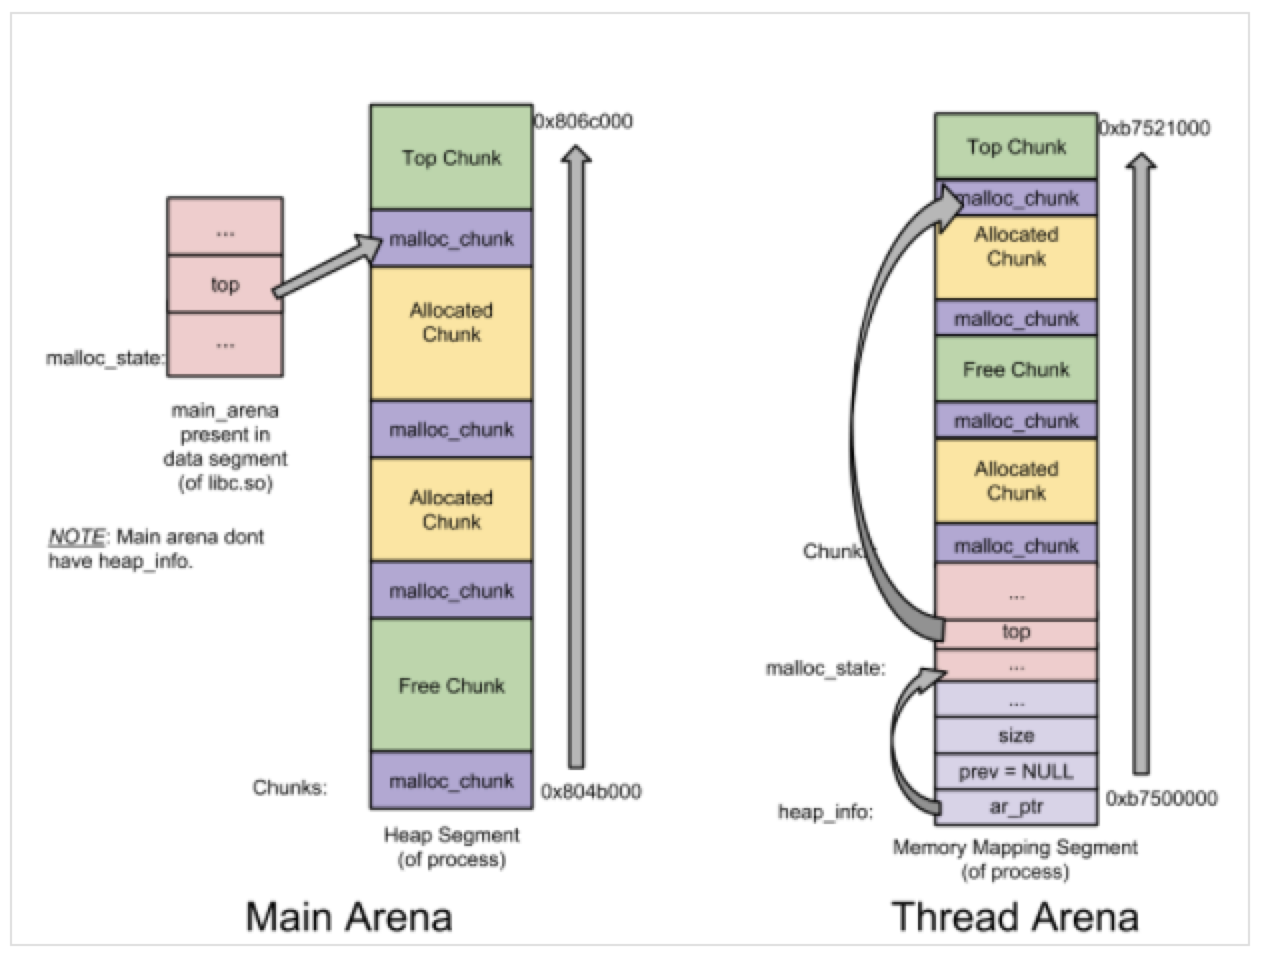 0x806c000
Top Chunk
malloc_chunk
Allocated
Chunk
malloc_chunk
Allocated
Chunk
malloc_chunk
Free Chunk
malloc_chunk
Chunks:
0x804b000
Heap Segment
(of process)
...
top
...
malloc_state:
main_arena
present in
data segment
(of libc.so)
NOTE: Main arena dont
have heap_info.
Main Arena
0xb7521000
Top Chunk
malloc_chunk
Allocated
Chunk
malloc_chunk
Free Chunk
malloc_chunk
Allocated
Chunk
malloc_chunk
Chunks:
...
top
...
malloc_state:
...
size
prev = NULL
ar_ptr
heap_info:
0xb7500000
Memory Mapping Segment
(of process)
Thread Arena